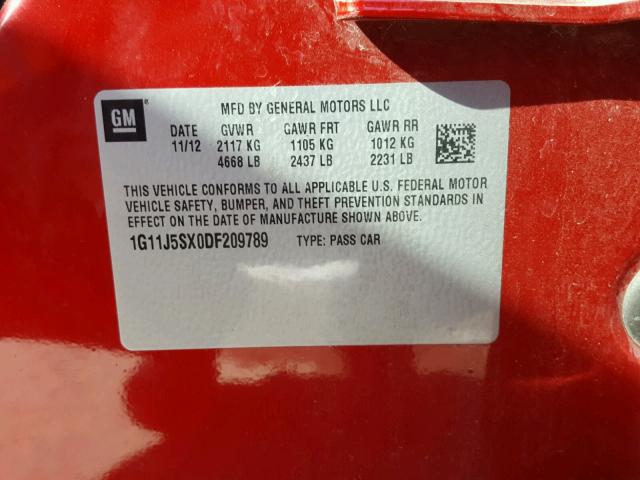 GM ® MFD BY GENERAL MOTORS LLC
DATE GVWR GAWR FRT GAWR RR
11/12 2117 KG 1105 KG 1012 KG
4668 LB 2437 LB 2231 LB
THIS VEHICLE CONFORMS TO ALL APPLICABLE U.S. FEDERAL MOTOR
VEHICLE SAFETY, BUMPER, AND THEFT PREVENTION STANDARDS IN
EFFECT ON THE DATE OF MANUFACTURE SHOWN ABOVE.
1G11J5SX0DF209789 TYPE: PASS CAR